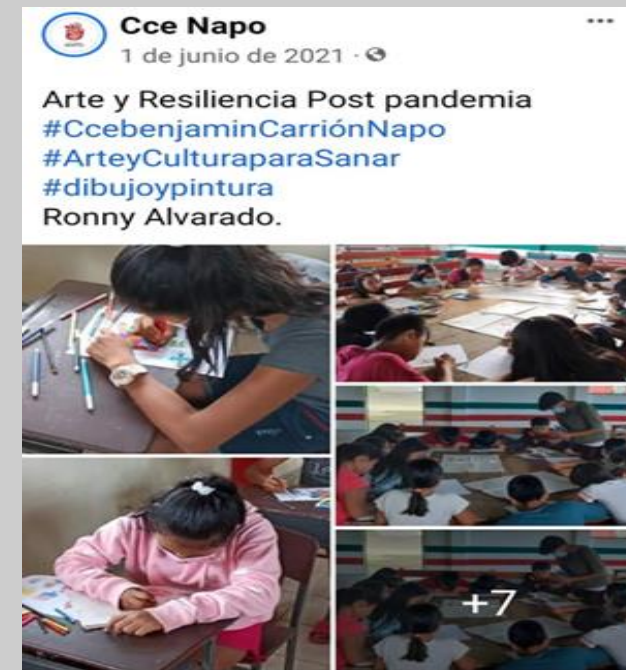 Cce Napo
1 de junio de 2021 ·
Arte y Resiliencia Post pandemia
#CcebenjaminCarriónNapo
#ArteyCulturaparaSanar
#dibujoypintura
Ronny Alvarado.
+7